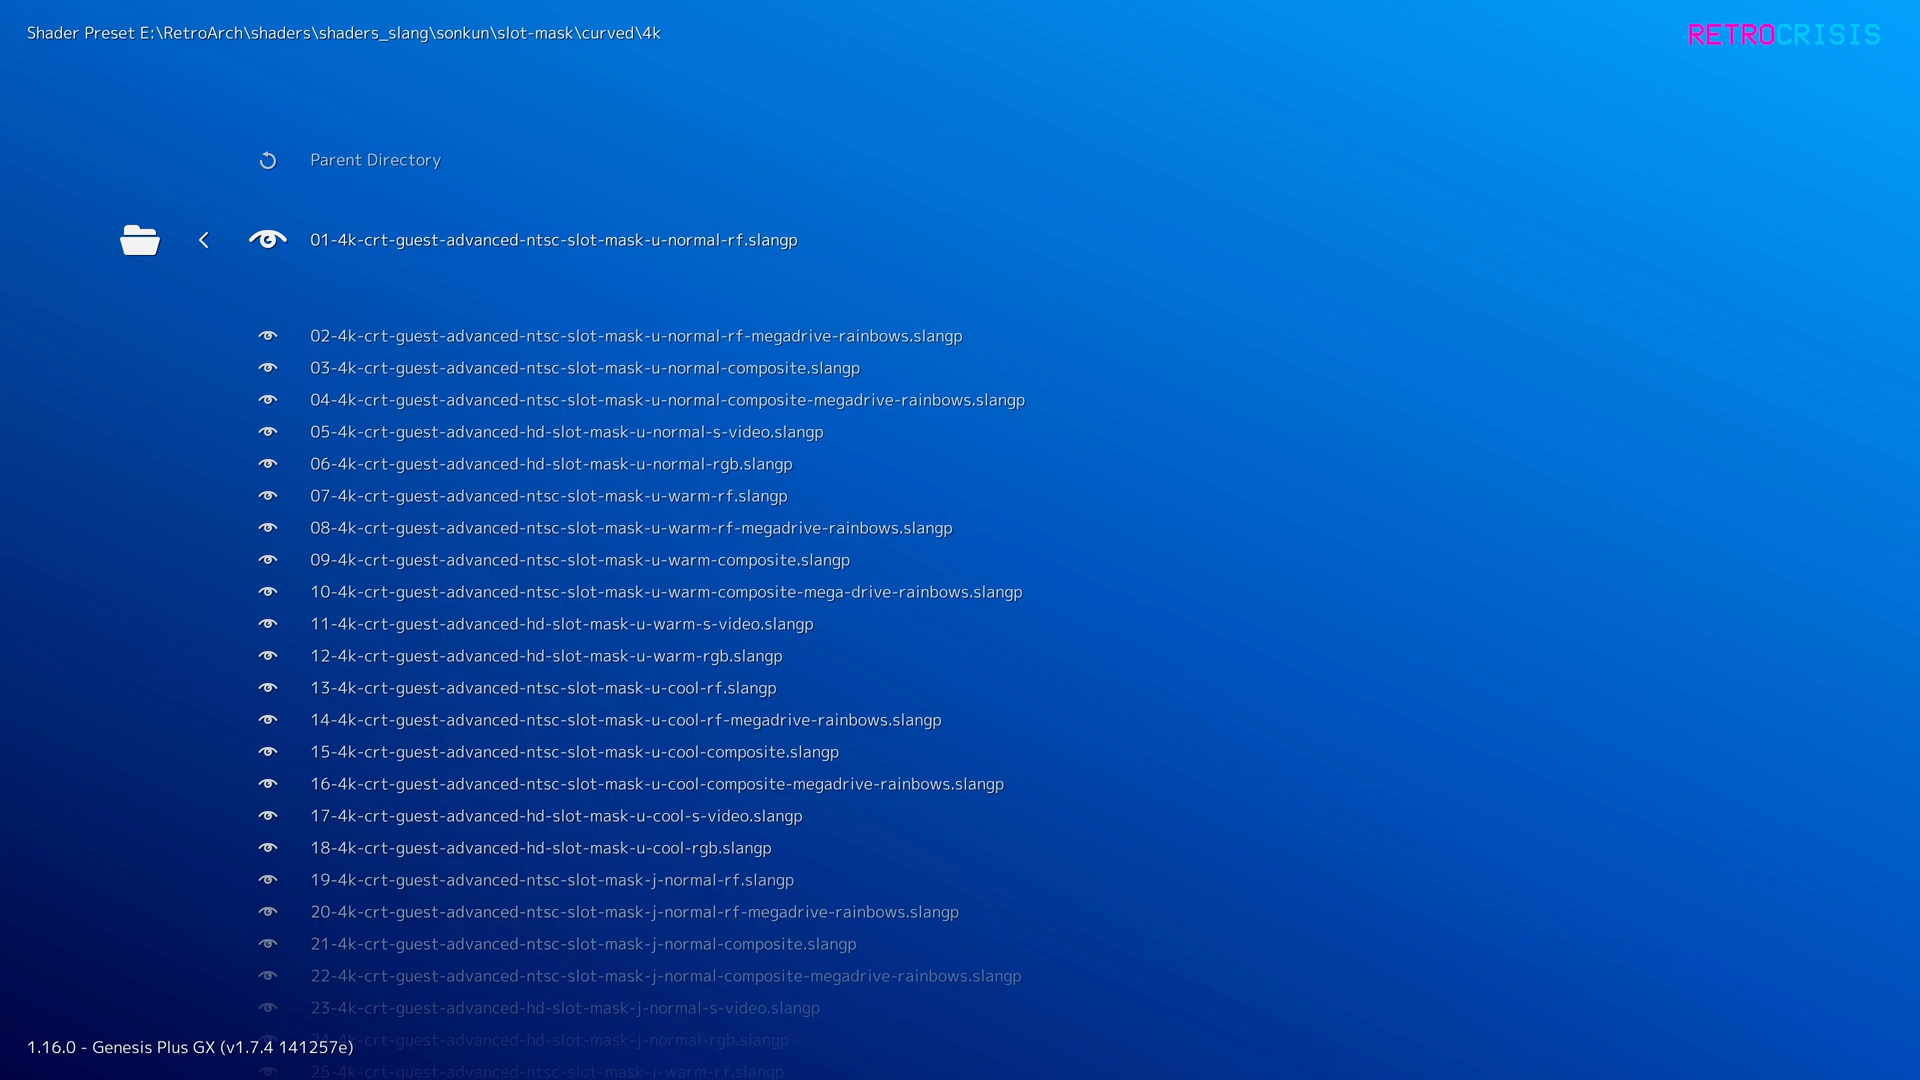 Shader Preset E:\RetroArch\shaders\shaders_slang\sonkun\slot-mask\curved\4k
RETROCRISIS
Parent Directory
01-4k-crt-guest-advanced-ntsc-slot-mask-u-normal-rf.slangp
02-4k-crt-guest-advanced-ntsc-slot-mask-u-normal-rf-megadrive-rainbows.slangp
03-4k-crt-guest-advanced-ntsc-slot-mask-u-normal-composite.slangp
04-4k-crt-guest-advanced-ntsc-slot-mask-u-normal-composite-megadrive-rainbows.slangp
05-4k-crt-guest-advanced-hd-slot-mask-u-normal-s-video.slangp
06-4k-crt-guest-advanced-hd-slot-mask-u-normal-rgb.slangp
07-4k-crt-guest-advanced-ntsc-slot-mask-u-warm-rf.slangp
08-4k-crt-guest-advanced-ntsc-slot-mask-u-warm-rf-megadrive-rainbows.slangp
09-4k-crt-guest-advanced-ntsc-slot-mask-u-warm-composite.slangp
10-4k-crt-guest-advanced-ntsc-slot-mask-u-warm-composite-mega-drive-rainbows.slangp
11-4k-crt-guest-advanced-hd-slot-mask-u-warm-s-video.slangp
12-4k-crt-guest-advanced-hd-slot-mask-u-warm-rgb.slangp
13-4k-crt-guest-advanced-ntsc-slot-mask-u-cool-rf.slangp
14-4k-crt-guest-advanced-ntsc-slot-mask-u-cool-rf-megadrive-rainbows.slangp
15-4k-crt-guest-advanced-ntsc-slot-mask-u-cool-composite.slangp
16-4k-crt-guest-advanced-ntsc-slot-mask-u-cool-composite-megadrive-rainbows.slangp
17-4k-crt-guest-advanced-hd-slot-mask-u-cool-s-video.slangp
18-4k-crt-guest-advanced-hd-slot-mask-u-cool-rgb.slangp
19-4k-crt-guest-advanced-ntsc-slot-mask-j-normal-rf.slangp
20-4k-crt-guest-advanced-ntsc-slot-mask-j-normal-rf-megadrive-rainbows.slangp
21-4k-crt-guest-advanced-ntsc-slot-mask-j-normal-composite.slangp
22-4k-crt-guest-advanced-ntsc-slot-mask-j-normal-composite-megadrive-rainbows.slangp
23-4k-crt-guest-advanced-hd-slot-mask-j-normal-s-video.slangp
24-4k-crt-guest-advanced-hd-slot-mask-j-normal-rgb.slangp
1.16.0 - Genesis Plus GX (v1.7.4 141257e)
25-4k-crt-guest-advanced-ntsc-slot-mask-j-warm-rf.slangp